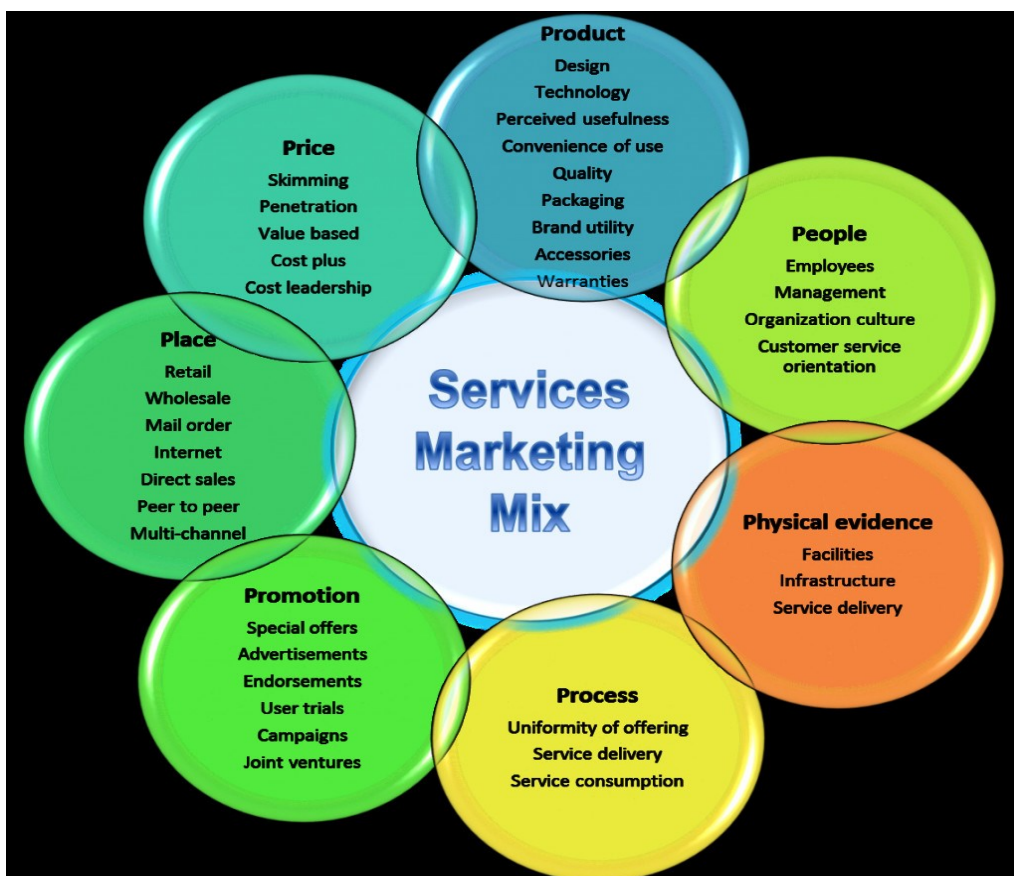 Product
Design
Technology
Perceived usefulness
Convenience of use
Quality
Packaging
Brand utility
Accessories
Warranties
Price
Skimming
Penetration
Value based
Cost plus
Cost leadership
People
Employees
Management
Organization culture
Customer service
orientation
Place
Retail
Wholesale
Mail order
Internet
Direct sales
Peer to peer
Multi-channel
Services
Marketing
Mix
Physical evidence
Facilities
Infrastructure
Service delivery
Promotion
Special offers
Advertisements
Endorsements
User trials
Campaigns
Joint ventures
Process
Uniformity of offering
Service delivery
Service consumption